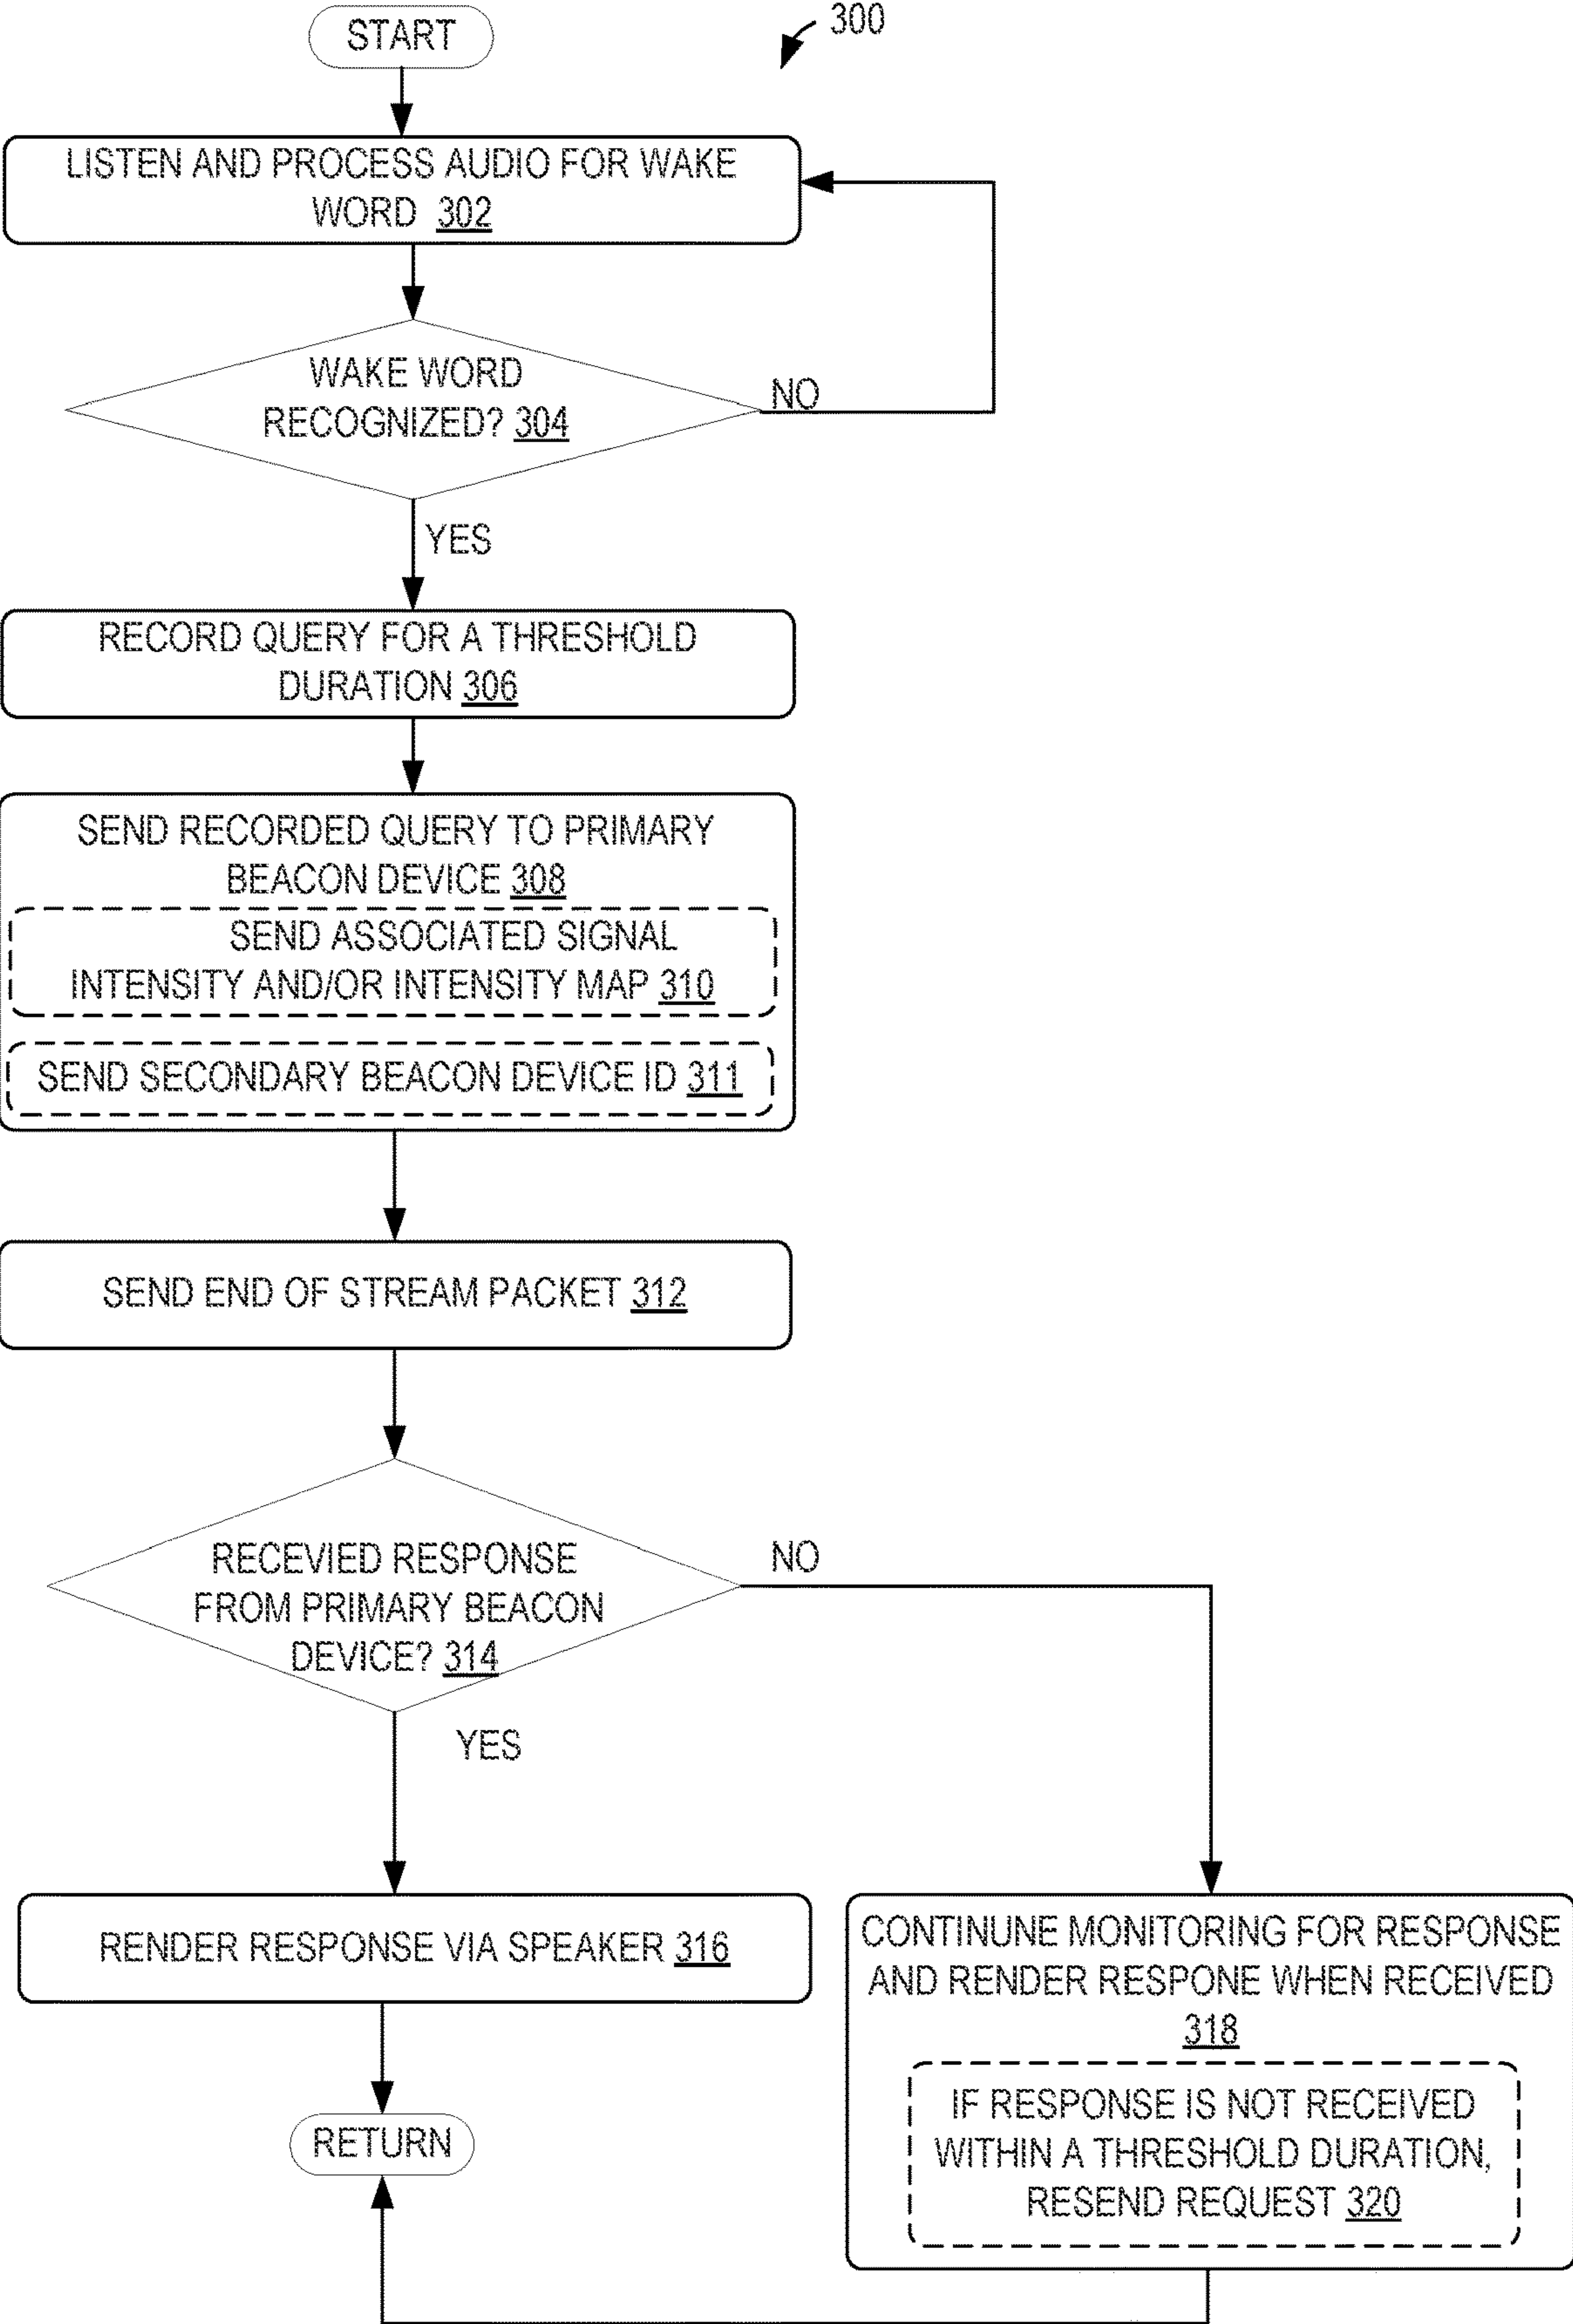 START
300
LISTEN AND PROCESS AUDIO FOR WAKE
WORD 302
WAKE WORD
RECOGNIZED? 304
NO
YES
RECORD QUERY FOR A THRESHOLD
DURATION 306
SEND RECORDED QUERY TO PRIMARY
BEACON DEVICE 308
SEND ASSOCIATED SIGNAL
INTENSITY AND/OR INTENSITY MAP 310
SEND SECONDARY BEACON DEVICE ID 311
SEND END OF STREAM PACKET 312
RECEVIED RESPONSE
FROM PRIMARY BEACON
DEVICE? 314
NO
YES
RENDER RESPONSE VIA SPEAKER 316
CONTINUNE MONITORING FOR RESPONSE
AND RENDER RESPONE WHEN RECEIVED
318
IF RESPONSE IS NOT RECEIVED
WITHIN A THRESHOLD DURATION,
RESEND REQUEST 320
RETURN